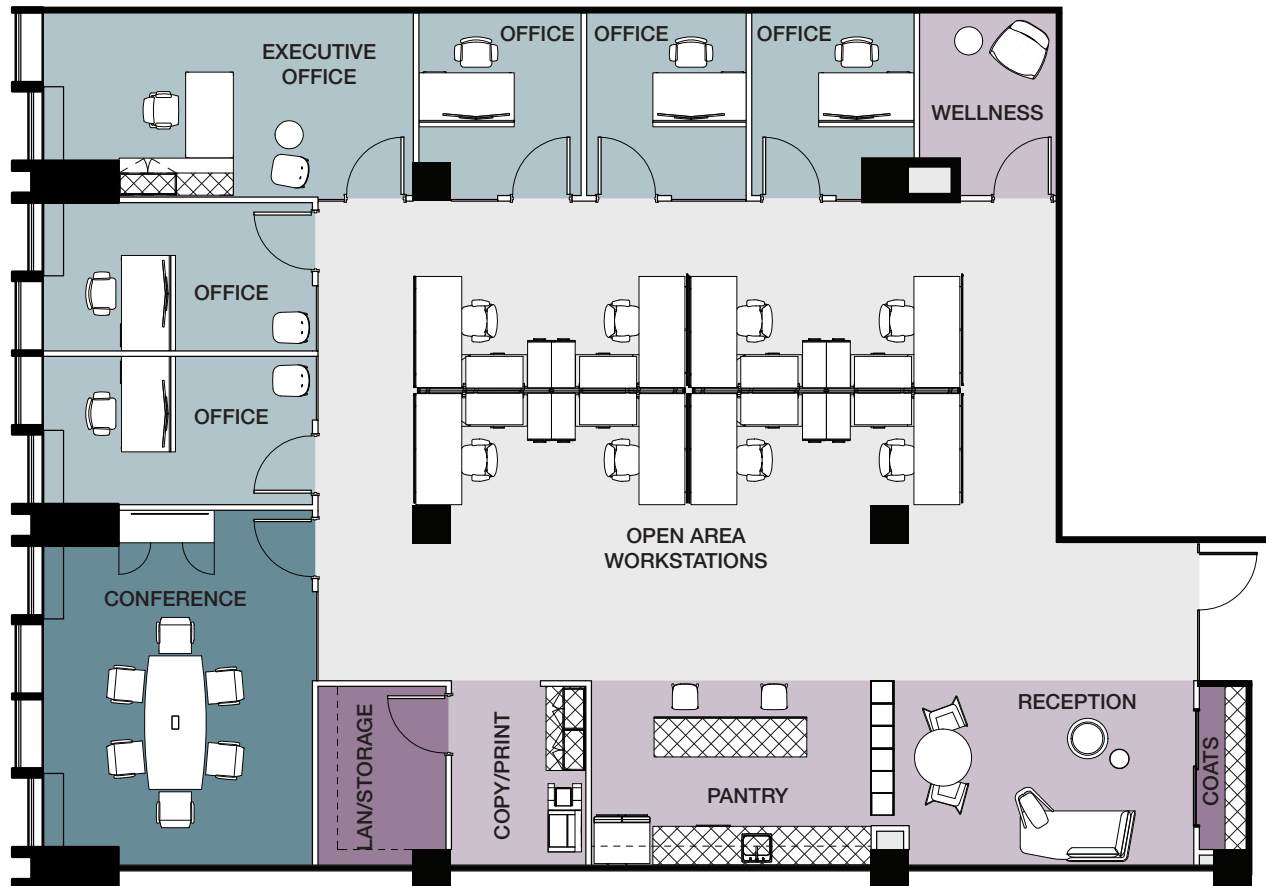 EXECUTIVE
OFFICE
OFFICE
OFFICE
OFFICE
WELLNESS
OFFICE
OFFICE
OPEN AREA
WORKSTATIONS
CONFERENCE
LAN/STORAGE
COPY/PRINT
PANTRY
RECEPTION
COATS